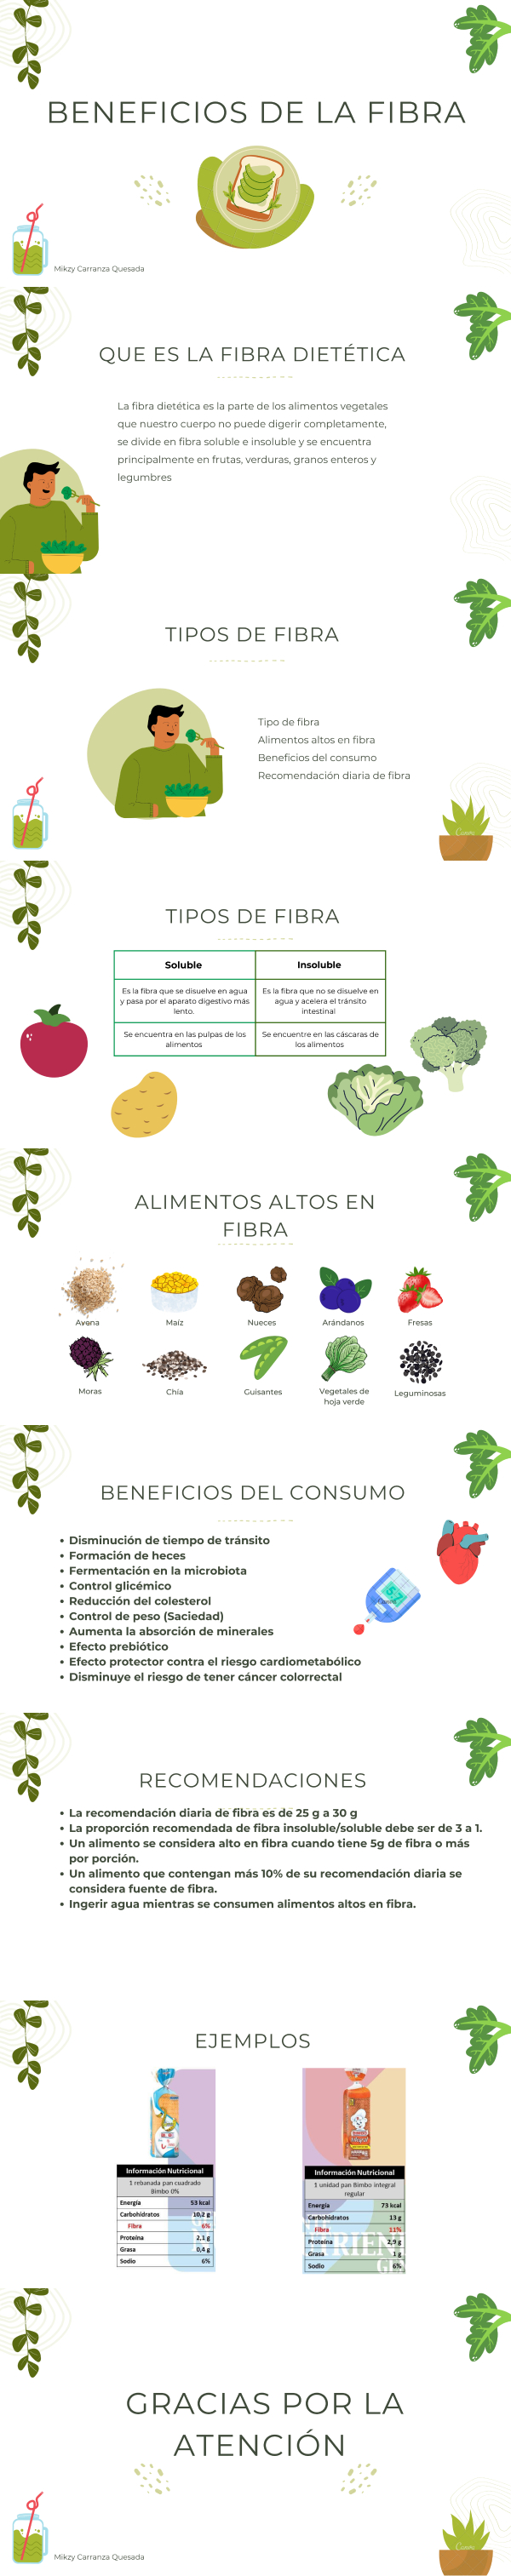 BENEFICIOS DE LA FIBRA
Mikzy Carranza Quesada
QUE ES LA FIBRA DIETÉTICA
La fibra dietética es la parte de los alimentos vegetales
que nuestro cuerpo no puede digerir completamente,
se divide en fibra soluble e insoluble y se encuentra
principalmente en frutas, verduras, granos enteros y
legumbres
TIPOS DE FIBRA
Tipo de fibra
Alimentos altos en fibra
Beneficios del consumo
Recomendación diaria de fibra
Canva
TIPOS DE FIBRA
Soluble
Insoluble
Es la fibra que se disuelve en agua
y pasa por el aparato digestivo más
lento.
Es la fibra que no se disuelve en
agua y acelera el tránsito
intestinal
Se encuentra en las pulpas de los
alimentos
Se encuentre en las cáscaras de
los alimentos
ALIMENTOS ALTOS EN
FIBRA
Avena
Maíz
Nueces
Arándanos
Fresas
Moras
Chía
Guisantes
Vegetales de
hoja verde
Leguminosas
BENEFICIOS DEL CONSUMO
• Disminución de tiempo de tránsito
• Formación de heces
• Fermentación en la microbiota
• Control glicémico
• Reducción del colesterol
• Control de peso (Saciedad)
• Aumenta la absorción de minerales
• Efecto prebiótico
• Efecto protector contra el riesgo cardiometabólico
• Disminuye el riesgo de tener cáncer colorrectal
Canva
RECOMENDACIONES
• La recomendación diaria de fibra es de 25 g a 30 g
• La proporción recomendada de fibra insoluble/soluble debe ser de 3 a 1.
• Un alimento se considera alto en fibra cuando tiene 5g de fibra o más
por porción.
• Un alimento que contengan más 10% de su recomendación diaria se
considera fuente de fibra.
• Ingerir agua mientras se consumen alimentos altos en fibra.
EJEMPLOS
Información Nutricional
1 rebanada pan cuadrado
Bimbo 0%
Energía 53 kcal
Carbohidratos 10,2 g
Fibra 6%
Proteína 2,1 g
Grasa 0,4 g
Sodio 6%
Información Nutricional
1 unidad pan Bimbo integral
regular
Energía 73 kcal
Carbohidratos 13 g
Fibra 11%
Proteína 2,9 g
Grasa 1 g
Sodio 6%
GRACIAS POR LA
ATENCIÓN
Mikzy Carranza Quesada
Canva